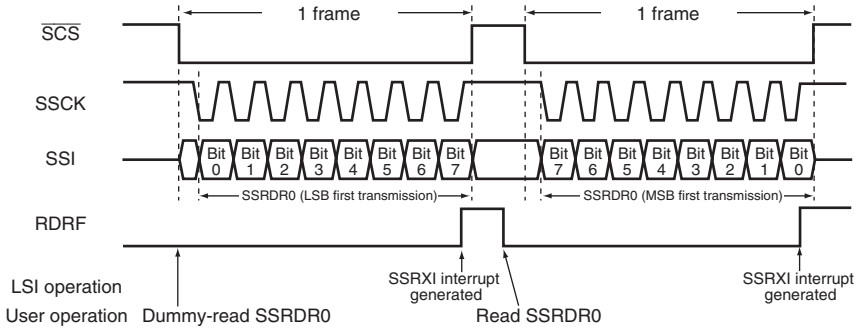 1 frame 1 frame
SCS
SSCK
SSI Bit 0 Bit 1 Bit 2 Bit 3 Bit 4 Bit 5 Bit 6 Bit 7 Bit 7 Bit 6 Bit 5 Bit 4 Bit 3 Bit 2 Bit 1 Bit 0
SSRDR0 (LSB first transmission) SSRDR0 (MSB first transmission)
RDRF
LSI operation SSRXI interrupt generated SSRXI interrupt generated
User operation Dummy-read SSRDR0 Read SSRDR0